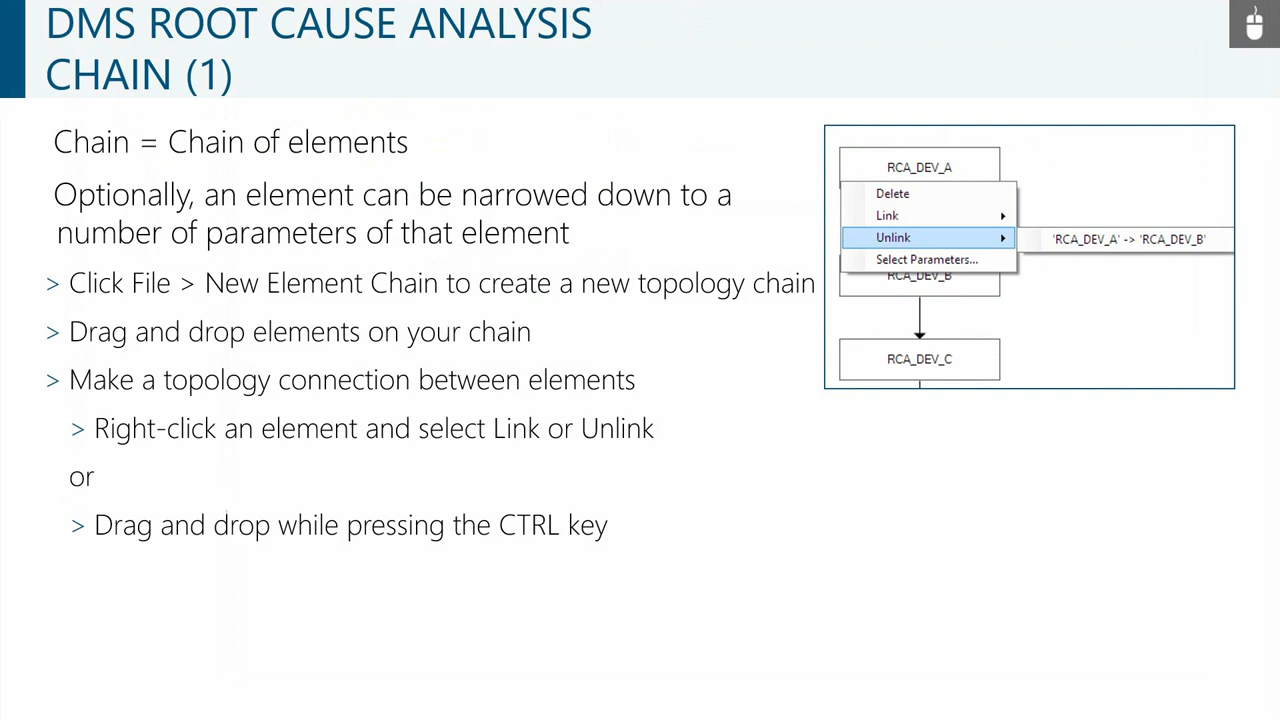 DMS ROOT CAUSE ANALYSIS
CHAIN (1)
Chain = Chain of elements
Optionally, an element can be narrowed down to a
number of parameters of that element
> Click File > New Element Chain to create a new topology chain
> Drag and drop elements on your chain
> Make a topology connection between elements
> Right-click an element and select Link or Unlink
or
> Drag and drop while pressing the CTRL key
RCA_DEV_A
Delete
Link
Unlink
'RCA_DEV_A' -> 'RCA_DEV_B'
Select Parameters...
RCA_DEV_B
RCA_DEV_C